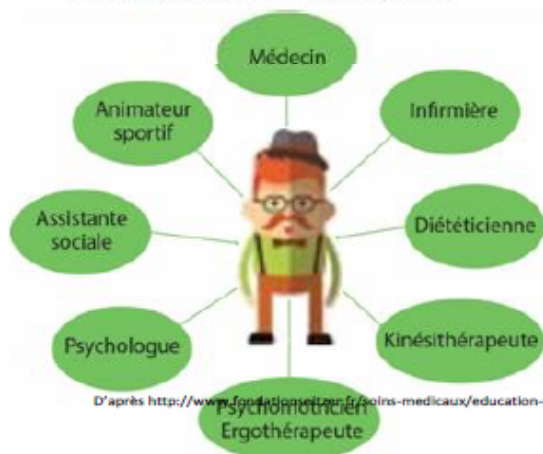 Médecin
Animateur
sportif
Infirmière
Assistante
sociale
Diététicienne
Psychologue
Kinésithérapeute
D'après http://www.fondationseltzer.fr/soins-medicaux/education-
Psychomotricien
Ergothérapeute